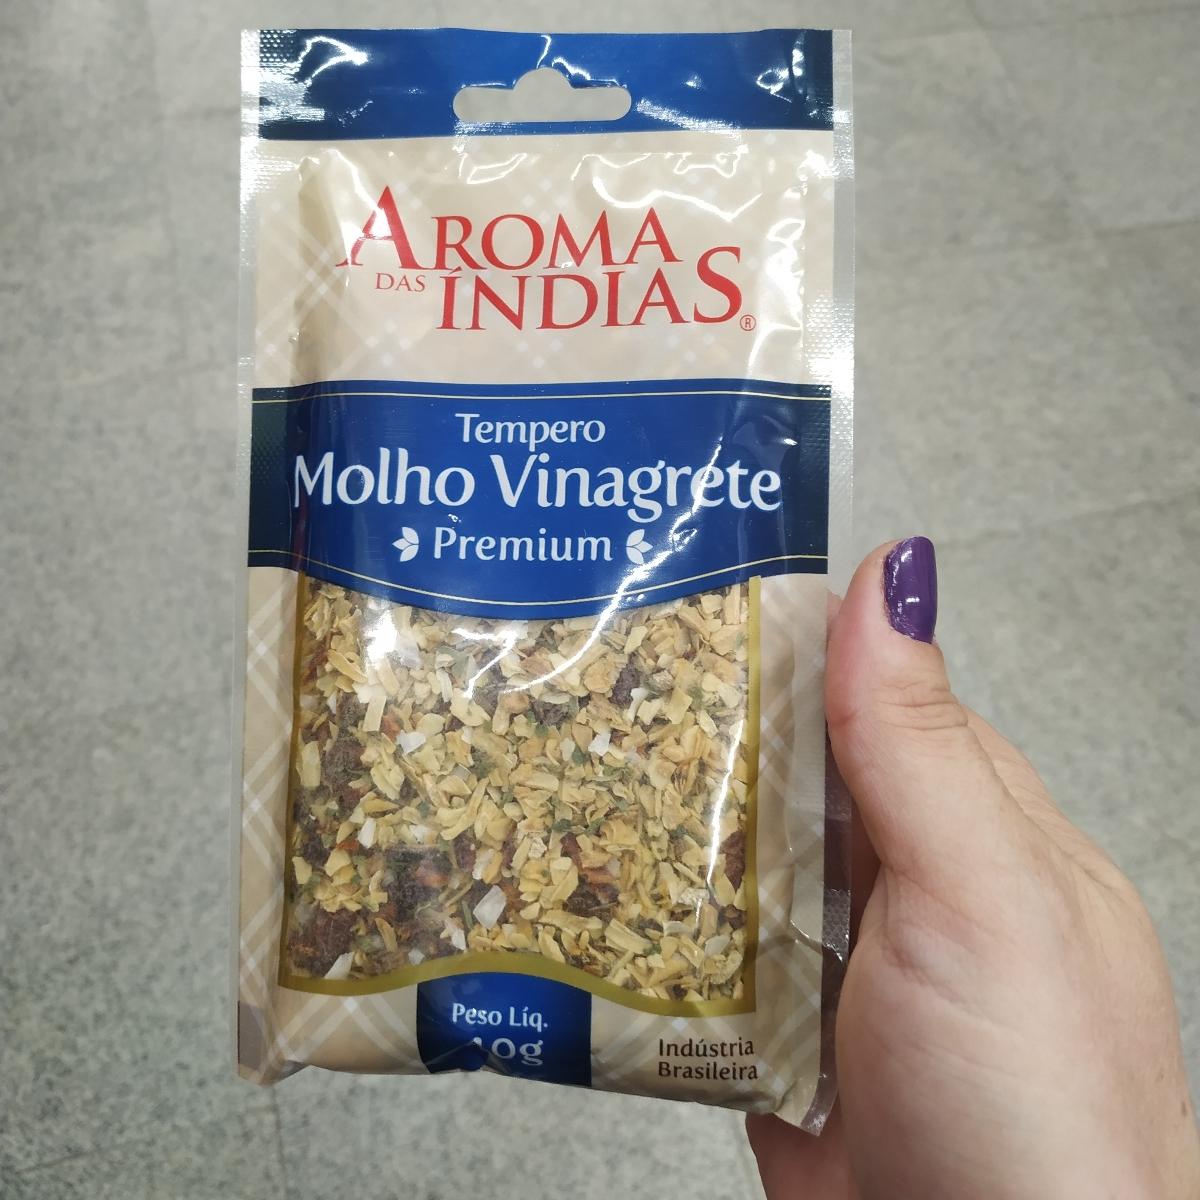 AROMA
DAS ÍNDIAS®
Tempero
Molho Vinagrete
Premium
Peso Líq.
Indústria
Brasileira